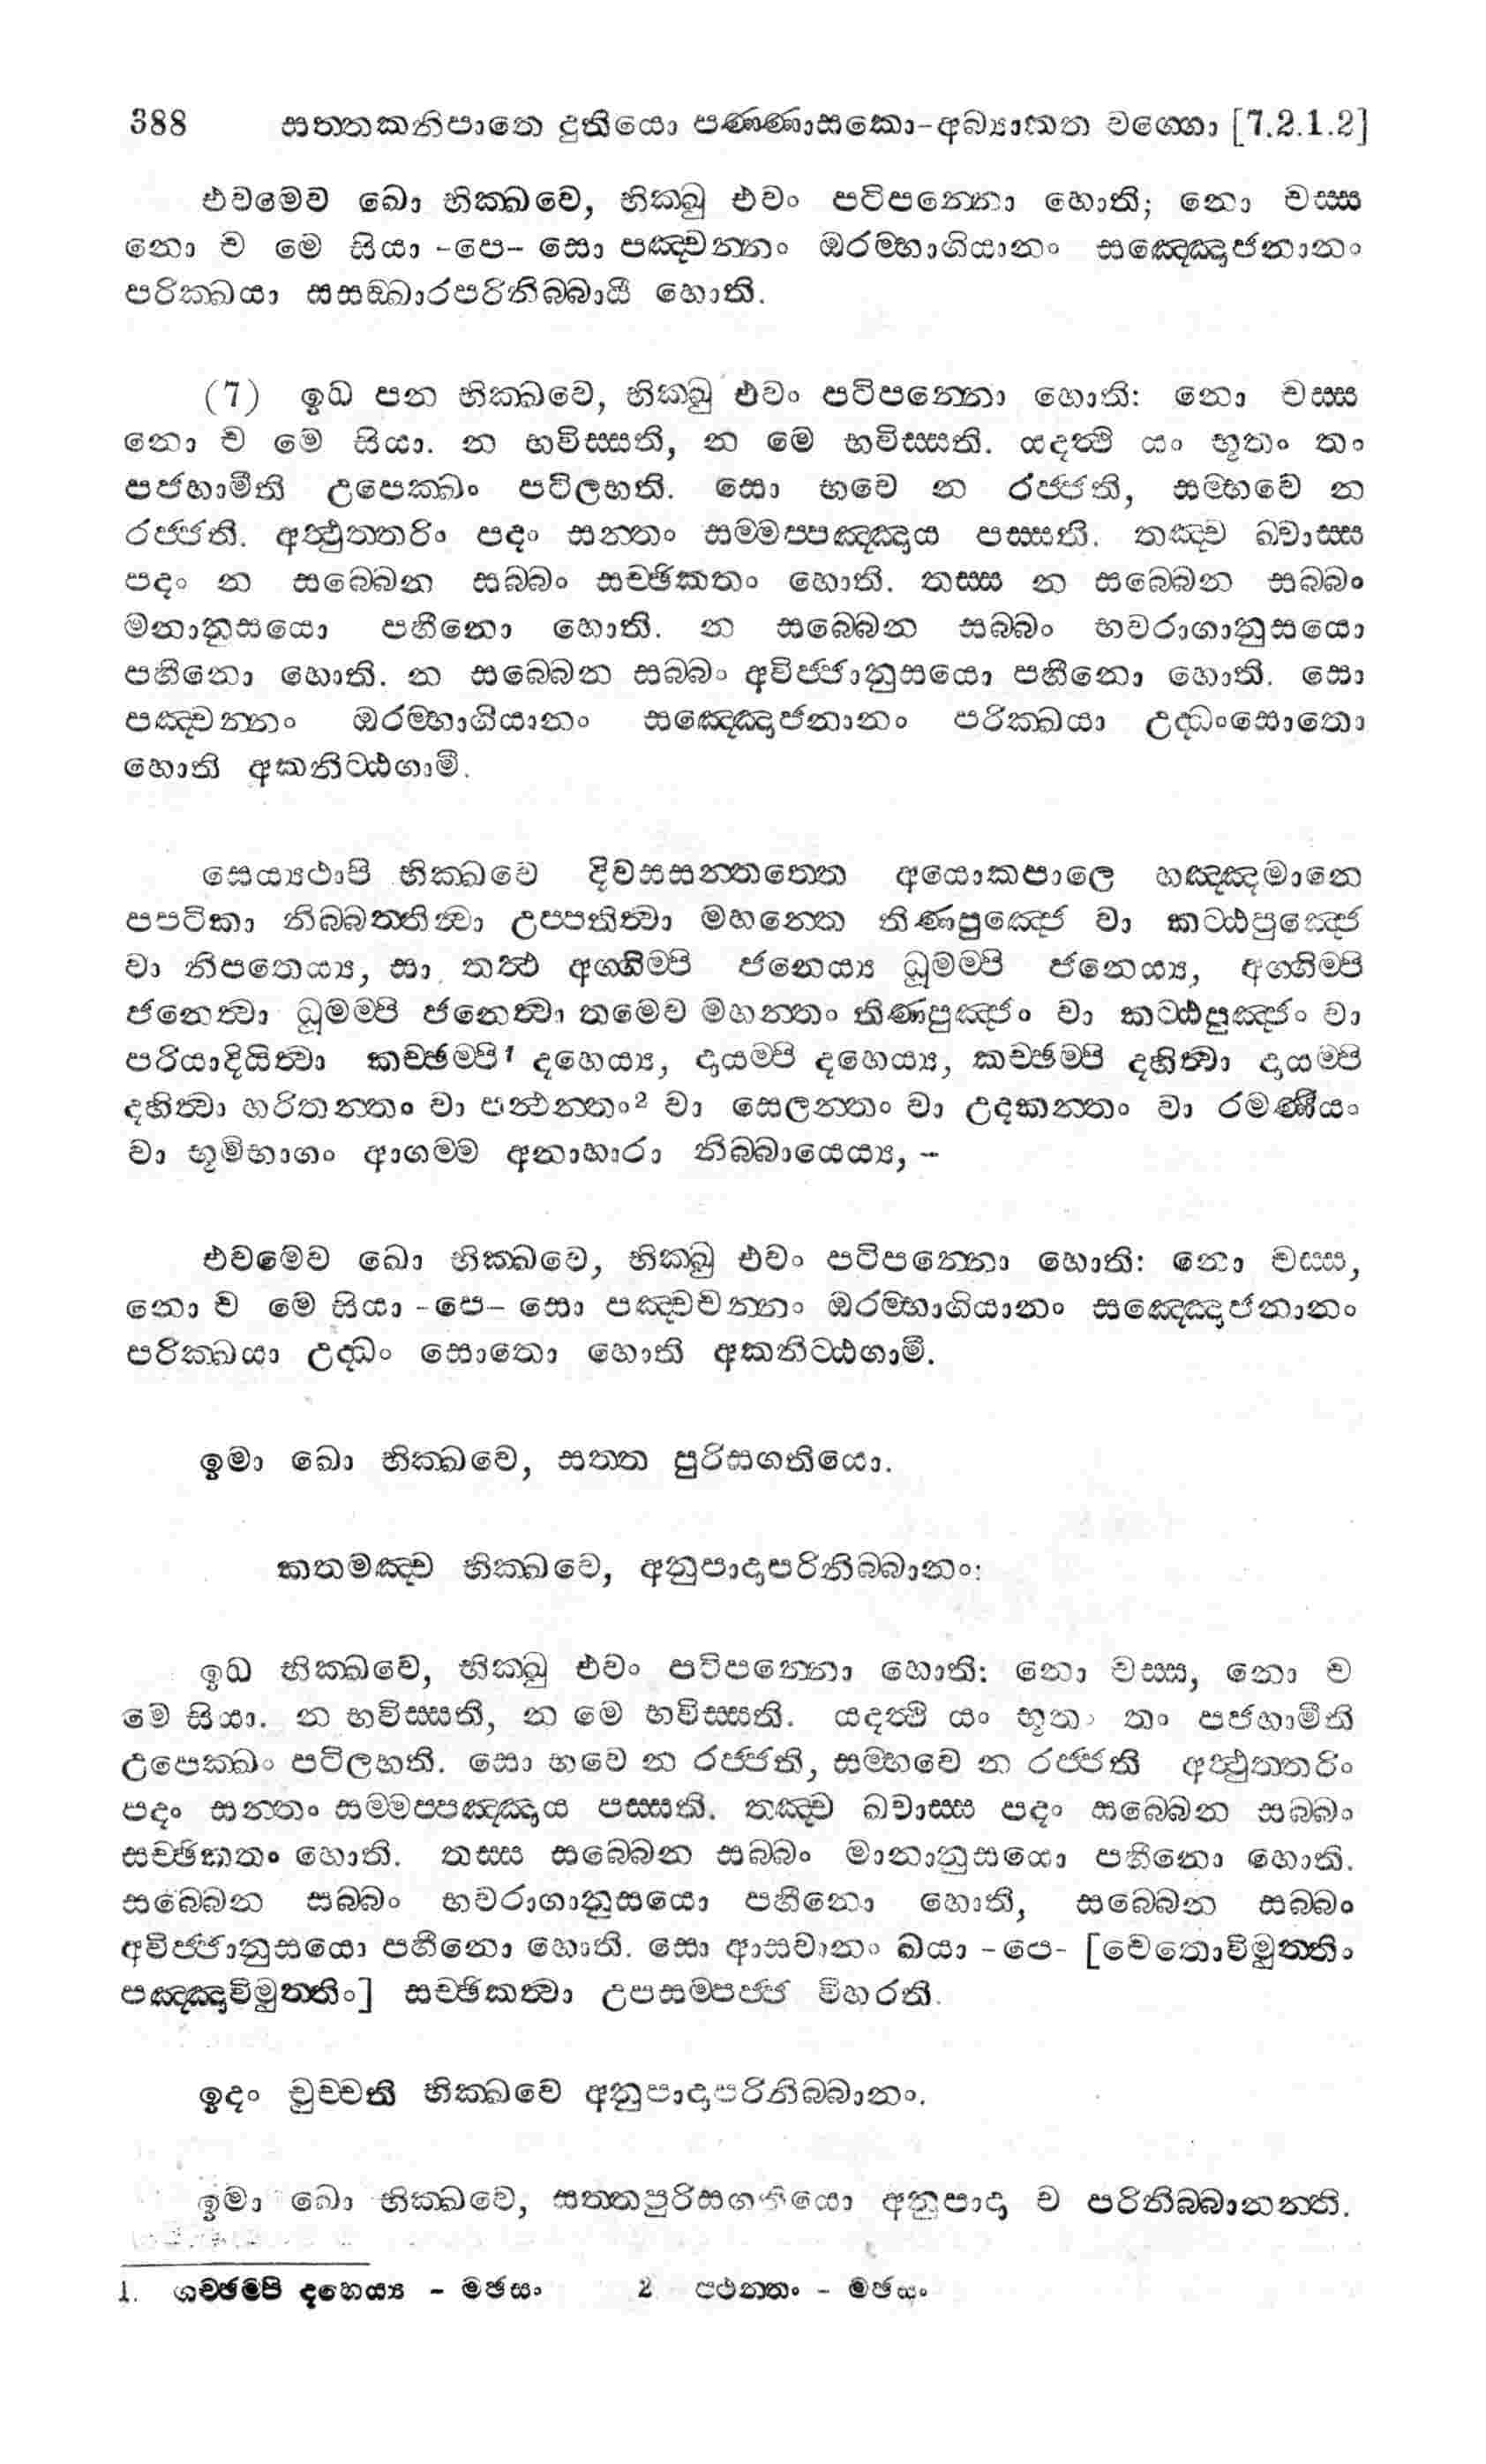 388 සත්තකනිපාතෙ දුතියො පණ්ණාසකො-අබ්‍යාකත වග්ගො [7.2.1.2]
එවමෙව ඛො භික්ඛවෙ, භික්ඛු එවං පටිපන්නො හොති; නො චස්ස
නො ච මෙ සියා -පෙ- සො පඤ්චන්නං ඔරම්භාගියානං සඤ්ඤොජනානං
පරික්ඛයා සසඞ්ඛාරපරිනිබ්බායී හොති.
(7) ඉධ පන භික්ඛවෙ, භික්ඛු එවං පටිපන්නො හොති: නො චස්ස
නො ච මෙ සියා. න භවිස්සති, න මෙ භවිස්සති. යදත්ථි යං භූතං තං
පජහාමීති උපෙක්ඛං පටිලභති. සො භවෙ න රජ්ජති, සම්භවෙ න
රජ්ජති. අත්ථුත්තරිං පදං සන්තං සම්මප්පඤ්ඤාය පස්සති. තඤ්ච ඛ්වාස්ස
පදං න සබ්බෙන සබ්බං සච්ඡිකතං හොති. තස්ස න සබ්බෙන සබ්බං
මනානුසයො පහීනො හොති. න සබ්බෙන සබ්බං භවරාගානුසයො
පහීනො හොති. න සබ්බෙන සබ්බං අවිජ්ජානුසයො පහීනො හොති. සො
පඤ්චන්නං ඔරම්භාගියානං සඤ්ඤොජනානං පරික්ඛයා උද්ධංසොතො
හොති අකනිට්ඨගාමී.
සෙය්‍යථාපි භික්ඛවෙ දිවසසන්තත්තෙ අයොකපාලෙ හඤ්ඤමානෙ
පපටිකා නිබ්බත්තිත්වා උප්පතිත්වා මහන්තෙ තිණපුඤ්ජෙ වා කට්ඨපුඤ්ජෙ
වා නිපතෙය්‍ය, සා තත්ථ අග්ගිම්පි ජනෙය්‍ය ධූමම්පි ජනෙය්‍ය, අග්ගිම්පි
ජනෙත්වා ධූමම්පි ජනෙත්වා තමෙව මහන්තං තිණපුඤ්ජං වා කට්ඨපුඤ්ජං වා
පරියාදියිත්වා කච්ඡම්පි¹ දහෙය්‍ය, දායම්පි දහෙය්‍ය, කච්ඡම්පි දහිත්වා දායම්පි
දහිත්වා හරිතන්තං වා පත්ථන්තං² වා සෙලන්තං වා උදකන්තං වා රමණීයං
වා භූමිභාගං ආගම්ම අනාහාරා නිබ්බායෙය්‍ය, –
එවමෙව ඛො භික්ඛවෙ, භික්ඛු එවං පටිපන්නො හොති: නො චස්ස,
නො ච මෙ සියා -පෙ- සො පඤ්චවන්නං ඔරම්භාගියානං සඤ්ඤොජනානං
පරික්ඛයා උද්ධං සොතො හොති අකනිට්ඨගාමී.
ඉමා ඛො භික්ඛවෙ, සත්ත පුරිසගතියො.
කතමඤ්ච භික්ඛවෙ, අනුපාදාපරිනිබ්බානං:
ඉධ භික්ඛවෙ, භික්ඛු එවං පටිපන්නො හොති: නො චස්ස, නො ච
මෙ සියා. න භවිස්සති, න මෙ භවිස්සති. යදත්ථි යං භූතං තං පජහාමීති
උපෙක්ඛං පටිලභති. සො භවෙ න රජ්ජති, සම්භවෙ න රජ්ජති අත්ථුත්තරිං
පදං සන්තං සම්මප්පඤ්ඤාය පස්සති. තඤ්ච ඛ්වාස්ස පදං සබ්බෙන සබ්බං
සච්ඡිකතං හොති. තස්ස සබ්බෙන සබ්බං මානානුසයො පහීනො හොති.
සබ්බෙන සබ්බං භවරාගානුසයො පහීනො හොති, සබ්බෙන සබ්බං
අවිජ්ජානුසයො පහීනො හොති. සො ආසවානං ඛයා -පෙ- [චෙතොවිමුත්තිං
පඤ්ඤාවිමුත්තිං] සච්ඡිකත්වා උපසම්පජ්ජ විහරති.
ඉදං වුච්චති භික්ඛවෙ අනුපාදාපරිනිබ්බානං.
ඉමා ඛො භික්ඛවෙ, සත්තපුරිසගතියො අනුපාදා ච පරිනිබ්බානන්ති.
1. ගච්ඡම්පි දහෙය්‍ය - මඡසං 2 පථන්තං - මඡසං